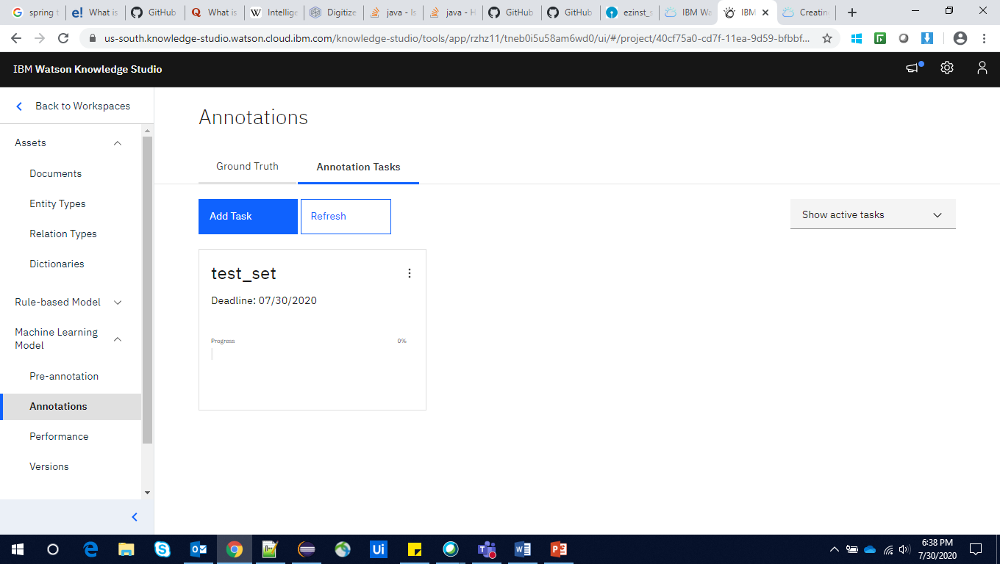 spring t
What is
GitHub
What is
Intellige
Digitize
java - Is
java - H
GitHub
GitHub
ezinst_s
IBM Wa
IBM
Creatin
us-south.knowledge-studio.watson.cloud.ibm.com/knowledge-studio/tools/app/rzhz11/tneb0i5u58am6wd0/ui/#/project/40cf75a0-cd7f-11ea-9d59-bfbbf...
IBM Watson Knowledge Studio
Back to Workspaces
Assets
Documents
Entity Types
Relation Types
Dictionaries
Rule-based Model
Machine Learning
Model
Pre-annotation
Annotations
Performance
Versions
Annotations
Ground Truth
Annotation Tasks
Add Task
Refresh
Show active tasks
test_set
Deadline: 07/30/2020
Progress
0%
6:38 PM
7/30/2020